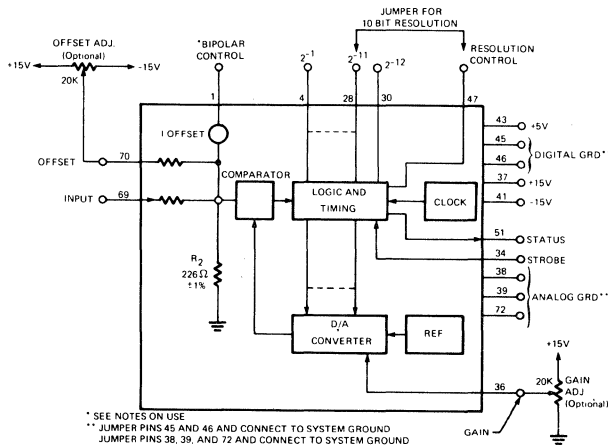 JUMPER FOR
10 BIT RESOLUTION
OFFSET ADJ.
(Optional)
+15V
-15V
20K
*BIPOLAR
CONTROL
2-1
2-11
2-12
RESOLUTION
CONTROL
1
4
28
30
47
I OFFSET
OFFSET
70
INPUT
69
COMPARATOR
LOGIC AND
TIMING
CLOCK
R2
226Ω
±1%
D/A
CONVERTER
REF
43
+5V
45
46
DIGITAL GRD*
37
+15V
41
-15V
51
STATUS
34
STROBE
38
39
ANALOG GRD**
72
+15V
36
20K
GAIN
ADJ
(Optional)
GAIN
* SEE NOTES ON USE
** JUMPER PINS 45 AND 46 AND CONNECT TO SYSTEM GROUND
JUMPER PINS 38, 39, AND 72 AND CONNECT TO SYSTEM GROUND